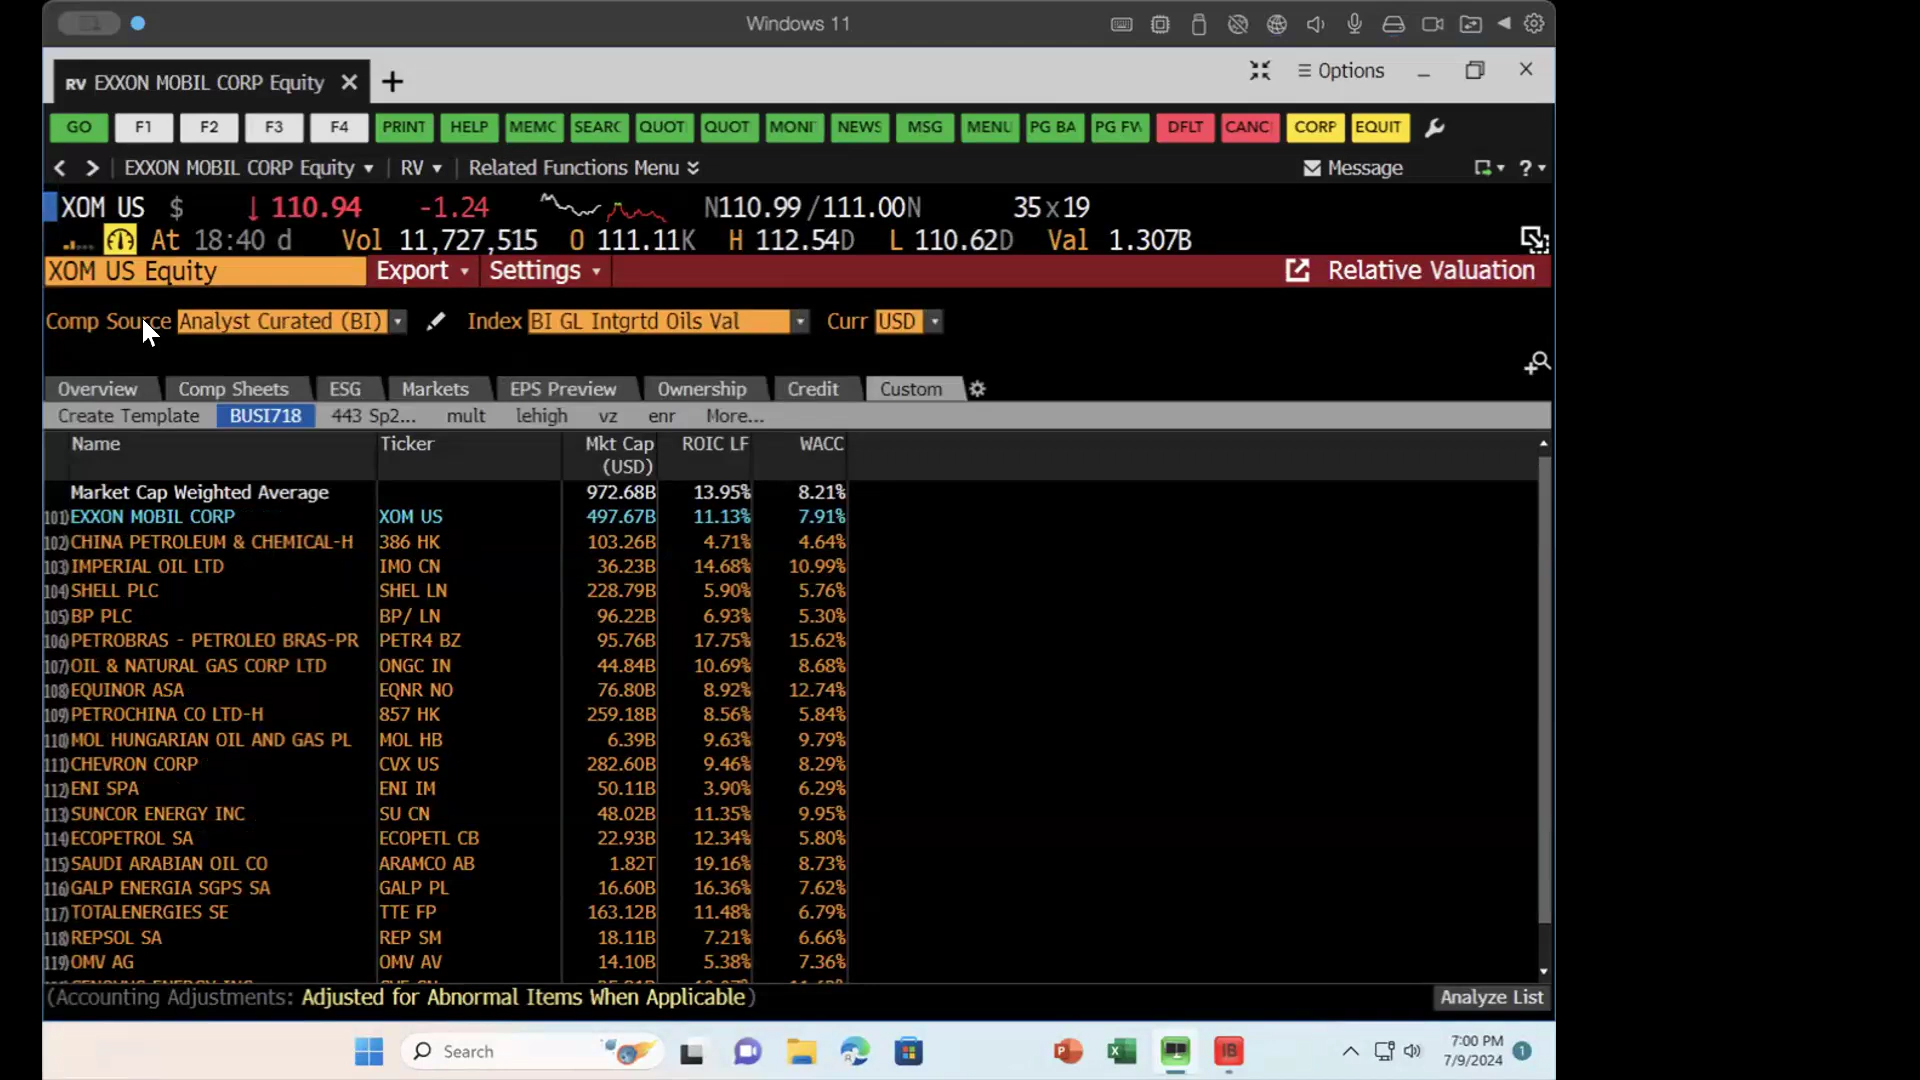 Windows 11
RV EXXON MOBIL CORP Equity
Options
GO F1 F2 F3 F4 PRINT HELP MEMC SEARC QUOT QUOT MONI NEWS MSG MENU PG BA PG FW DFLT CANC CORP EQUIT
EXXON MOBIL CORP Equity RV Related Functions Menu Message ?
XOM US $ ↓ 110.94 -1.24 N110.99 /111.00N 35x19
At 18:40 d Vol 11,727,515 O 111.11K H 112.54D L 110.62D Val 1.307B
XOM US Equity Export Settings Relative Valuation
Comp Source Analyst Curated (BI) Index BI GL Intgrtd Oils Val Curr USD
Overview Comp Sheets ESG Markets EPS Preview Ownership Credit Custom
Create Template BUSI718 443 Sp2... mult lehigh vz enr More...
Name Ticker Mkt Cap ROIC LF WACC
(USD)
Market Cap Weighted Average 972.68B 13.95% 8.21%
101) EXXON MOBIL CORP XOM US 497.67B 11.13% 7.91%
102) CHINA PETROLEUM & CHEMICAL-H 386 HK 103.26B 4.71% 4.64%
103) IMPERIAL OIL LTD IMO CN 36.23B 14.68% 10.99%
104) SHELL PLC SHEL LN 228.79B 5.90% 5.76%
105) BP PLC BP/ LN 96.22B 6.93% 5.30%
106) PETROBRAS - PETROLEO BRAS-PR PETR4 BZ 95.76B 17.75% 15.62%
107) OIL & NATURAL GAS CORP LTD ONGC IN 44.84B 10.69% 8.68%
108) EQUINOR ASA EQNR NO 76.80B 8.92% 12.74%
109) PETROCHINA CO LTD-H 857 HK 259.18B 8.56% 5.84%
110) MOL HUNGARIAN OIL AND GAS PL MOL HB 6.39B 9.63% 9.79%
111) CHEVRON CORP CVX US 282.60B 9.46% 8.29%
112) ENI SPA ENI IM 50.11B 3.90% 6.29%
113) SUNCOR ENERGY INC SU CN 48.02B 11.35% 9.95%
114) ECOPETROL SA ECOPETL CB 22.93B 12.34% 5.80%
115) SAUDI ARABIAN OIL CO ARAMCO AB 1.82T 19.16% 8.73%
116) GALP ENERGIA SGPS SA GALP PL 16.60B 16.36% 7.62%
117) TOTALENERGIES SE TTE FP 163.12B 11.48% 6.79%
118) REPSOL SA REP SM 18.11B 7.21% 6.66%
119) OMV AG OMV AV 14.10B 5.38% 7.36%
(Accounting Adjustments: Adjusted for Abnormal Items When Applicable) Analyze List
Search
7:00 PM
7/9/2024 1